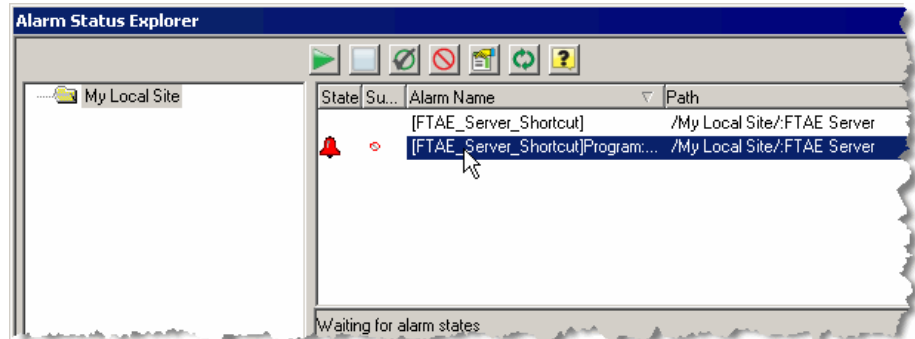 Alarm Status Explorer
?
My Local Site
State Su... Alarm Name Path
[FTAE_Server_Shortcut] /My Local Site/:FTAE Server
[FTAE_Server_Shortcut]Program:... /My Local Site/:FTAE Server
Waiting for alarm states